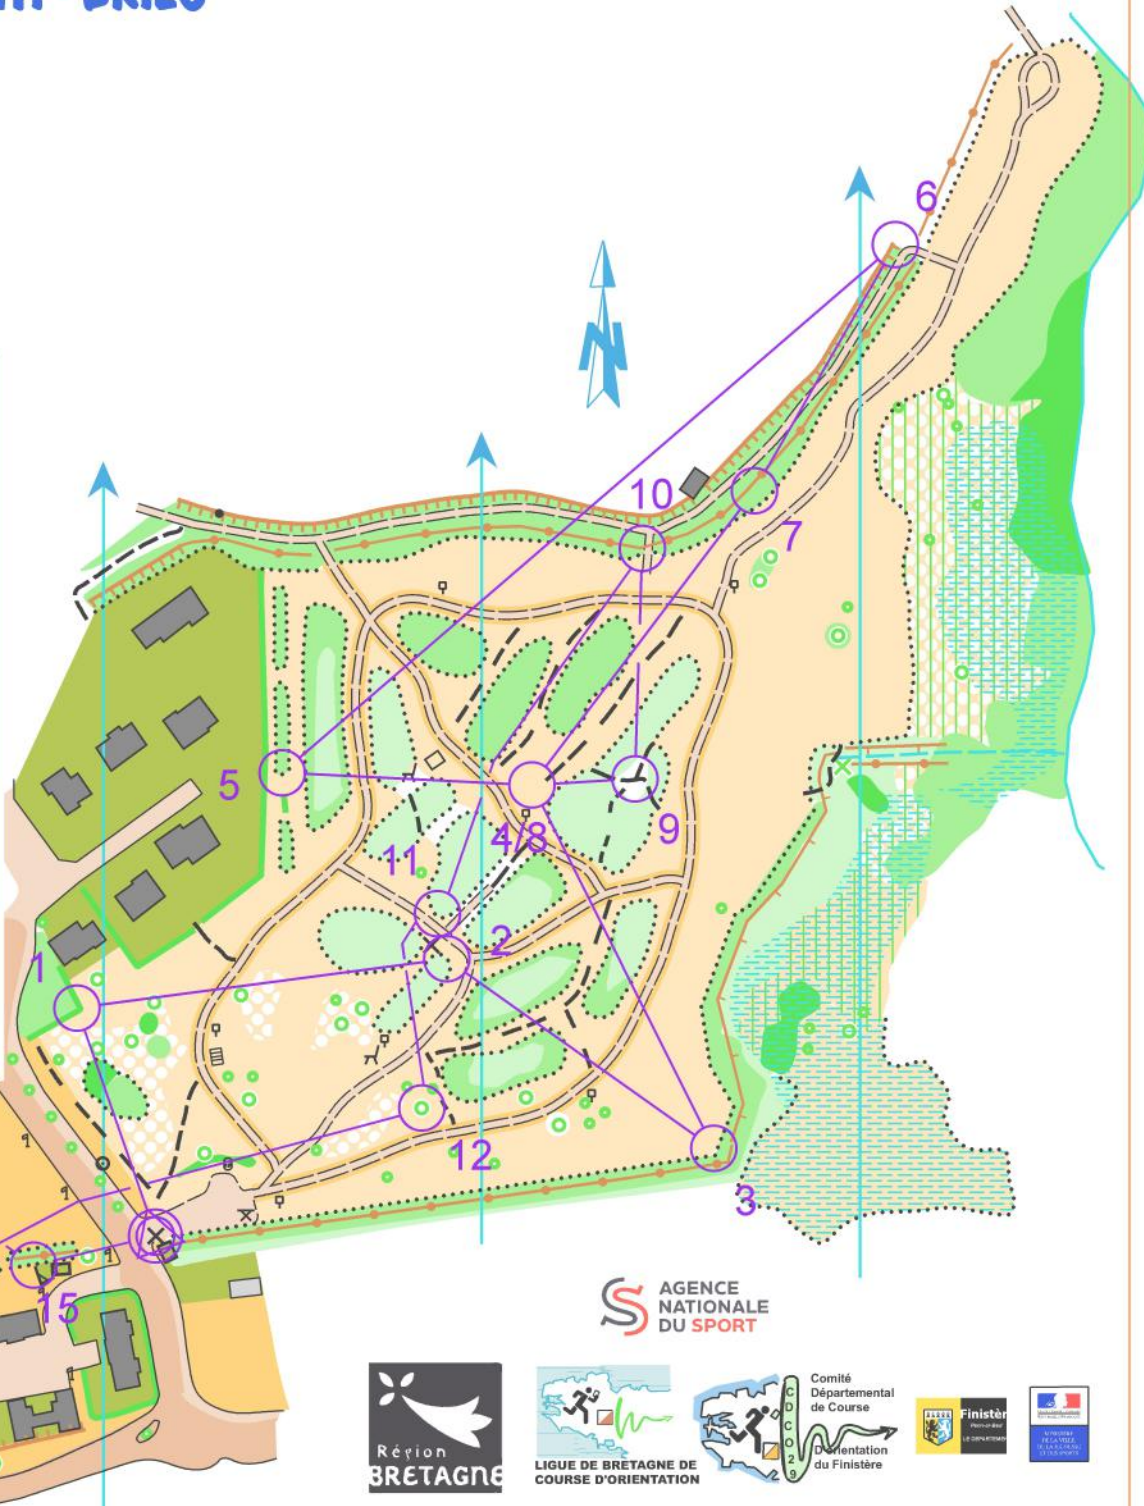 6
10
7
5
4/8
9
11
2
1
12
3
15
N
AGENCE
NATIONALE
DU SPORT
Région
BRETAGNE
LIGUE DE BRETAGNE DE
COURSE D'ORIENTATION
CDCO29
Comité
Départemental
de Course
D'Orientation
du Finistère
Finistèr